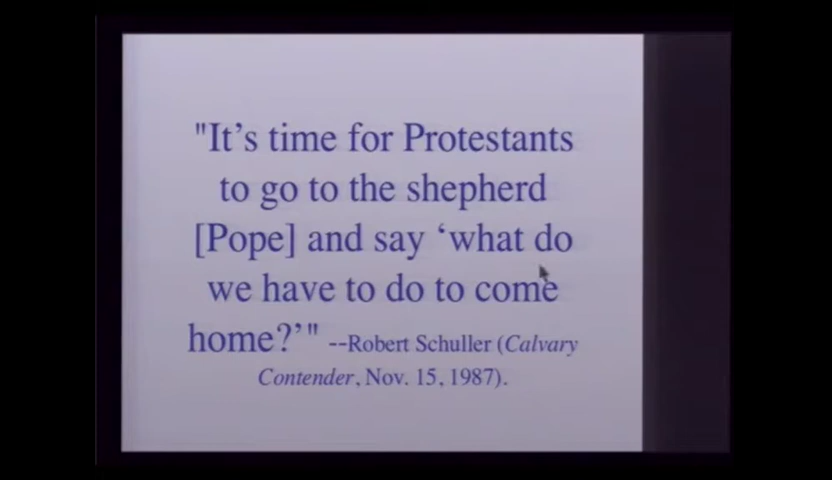 "It's time for Protestants
to go to the shepherd
[Pope] and say ‘what do
we have to do to come
home?’" --Robert Schuller (Calvary
Contender, Nov. 15, 1987).